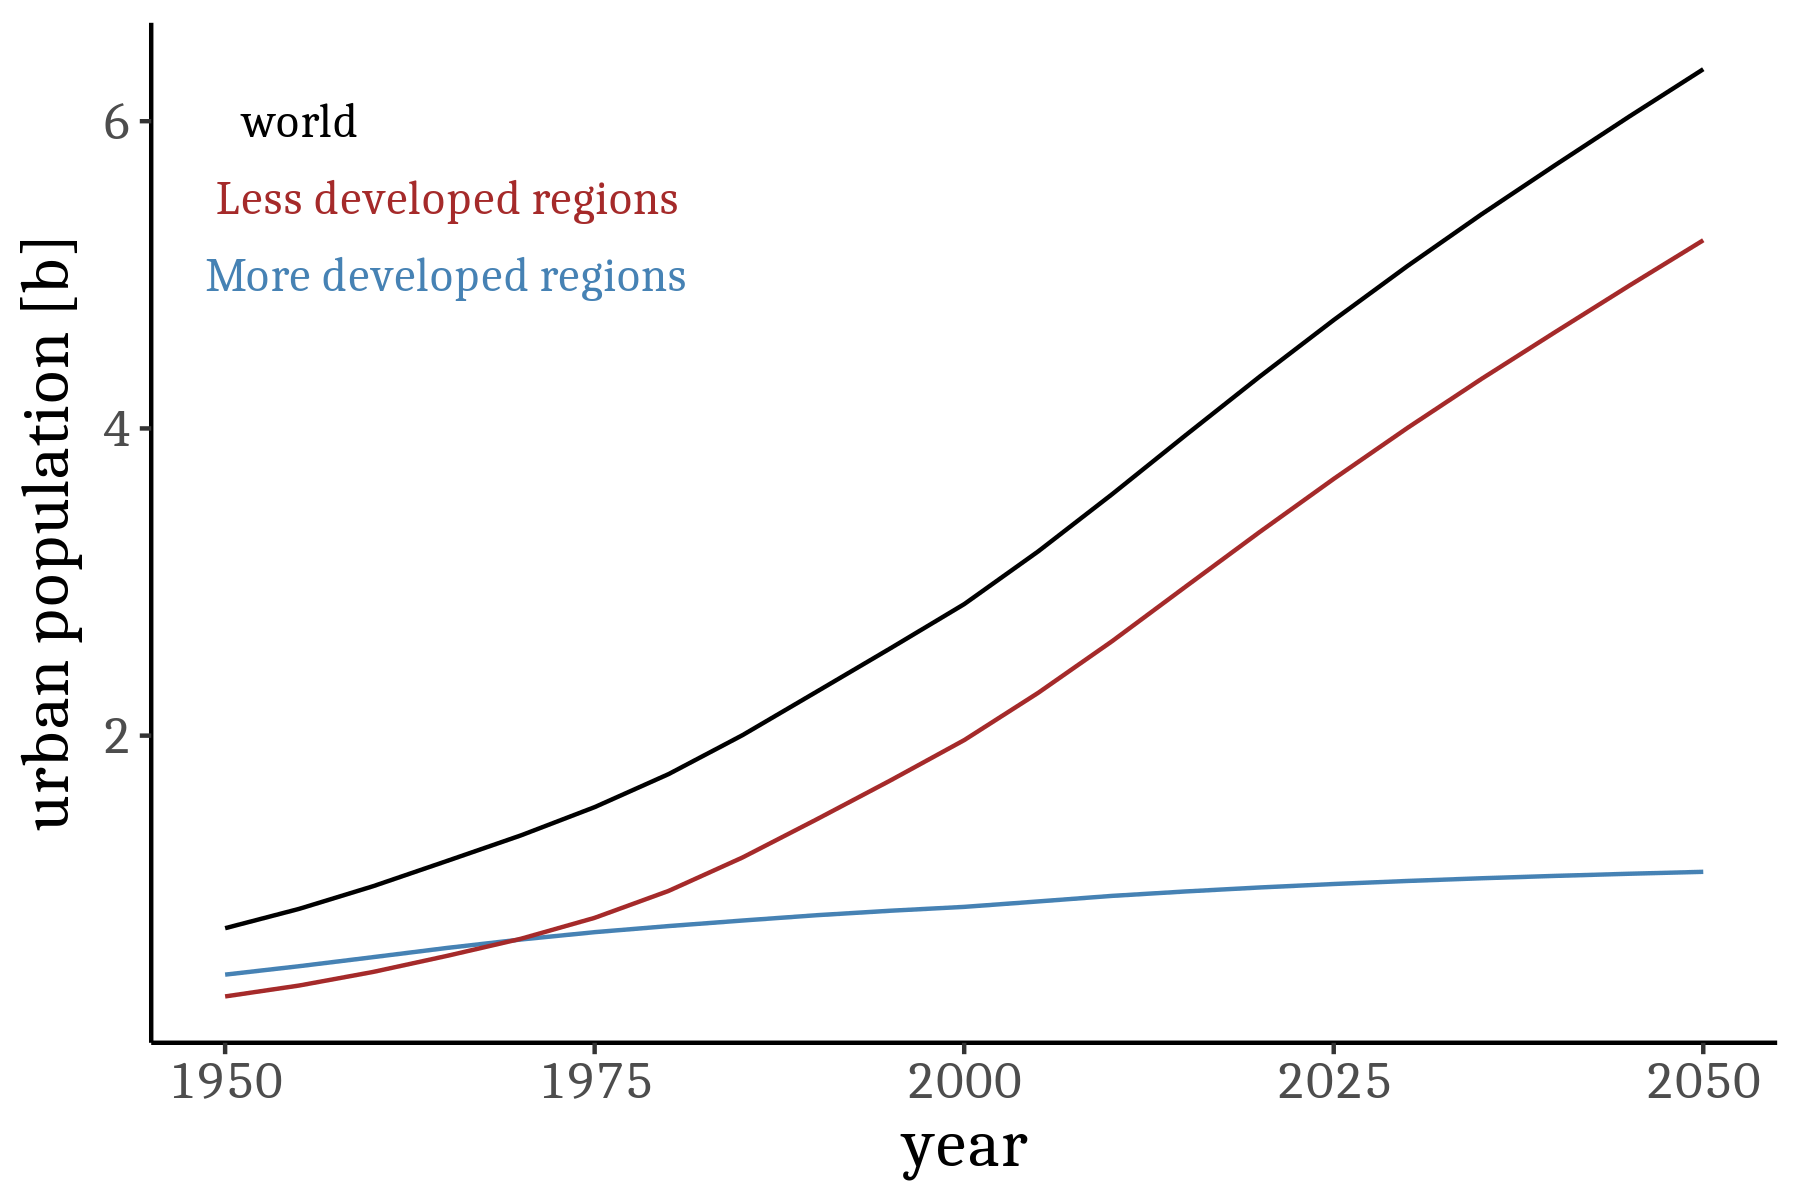 world
Less developed regions
More developed regions
urban population [b]
6
4
2
1950 1975 2000 2025 2050
year